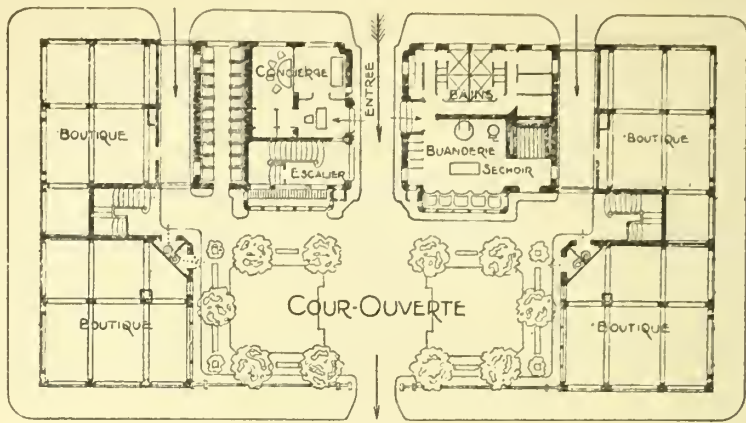 CONCIERGE
ENTRÉE
BAINS
BOUTIQUE
BUANDERIE
BOUTIQUE
ESCALIER
SECHOIR
COUR-OUVERTE
BOUTIQUE
BOUTIQUE